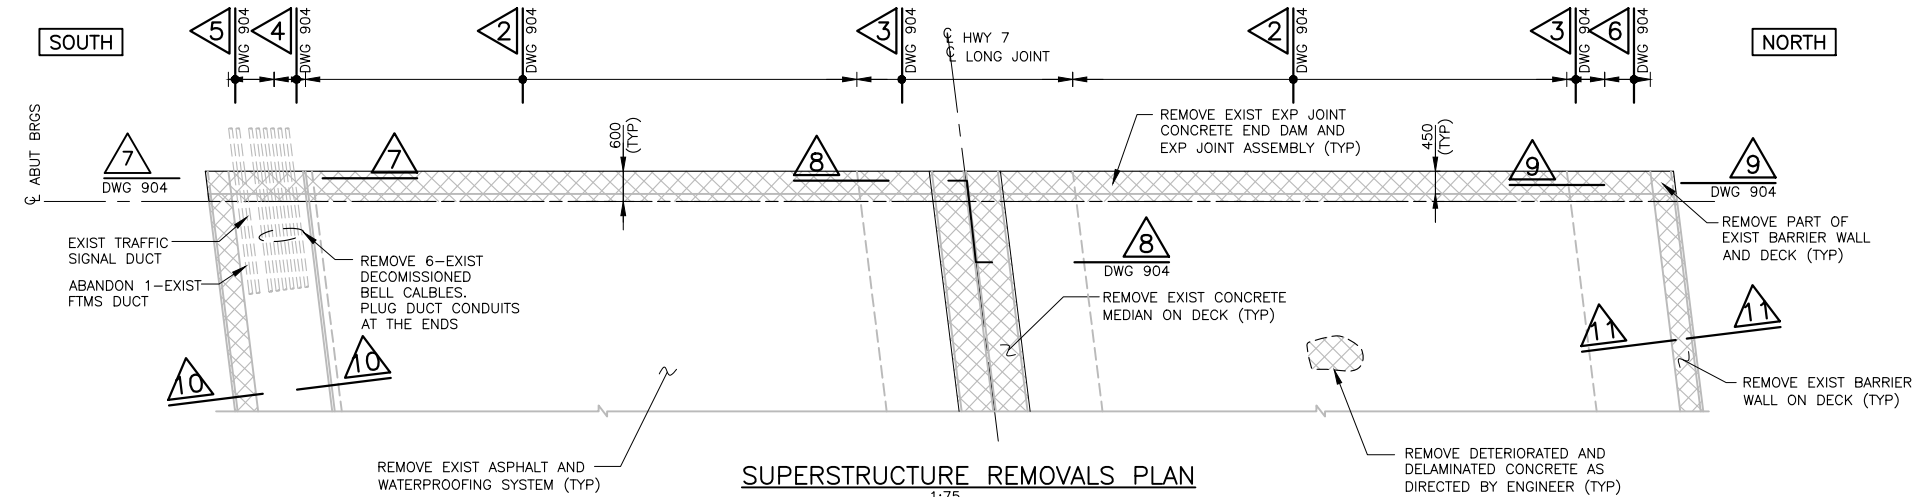 SOUTH
5
DWG 904
4
DWG 904
2
DWG 904
3
DWG 904
℄ HWY 7
℄ LONG JOINT
2
DWG 904
3
DWG 904
6
DWG 904
NORTH
℄ ABUT BRGS
7
DWG 904
7
600
(TYP)
8
REMOVE EXIST EXP JOINT
CONCRETE END DAM AND
EXP JOINT ASSEMBLY (TYP)
450
(TYP)
9
9
DWG 904
EXIST TRAFFIC
SIGNAL DUCT
ABANDON 1-EXIST
FTMS DUCT
REMOVE 6-EXIST
DECOMISSIONED
BELL CALBLES.
PLUG DUCT CONDUITS
AT THE ENDS
8
DWG 904
REMOVE EXIST CONCRETE
MEDIAN ON DECK (TYP)
REMOVE PART OF
EXIST BARRIER WALL
AND DECK (TYP)
10
10
11
11
REMOVE EXIST BARRIER
WALL ON DECK (TYP)
REMOVE EXIST ASPHALT AND
WATERPROOFING SYSTEM (TYP)
REMOVE DETERIORATED AND
DELAMINATED CONCRETE AS
DIRECTED BY ENGINEER (TYP)
SUPERSTRUCTURE REMOVALS PLAN
1:75